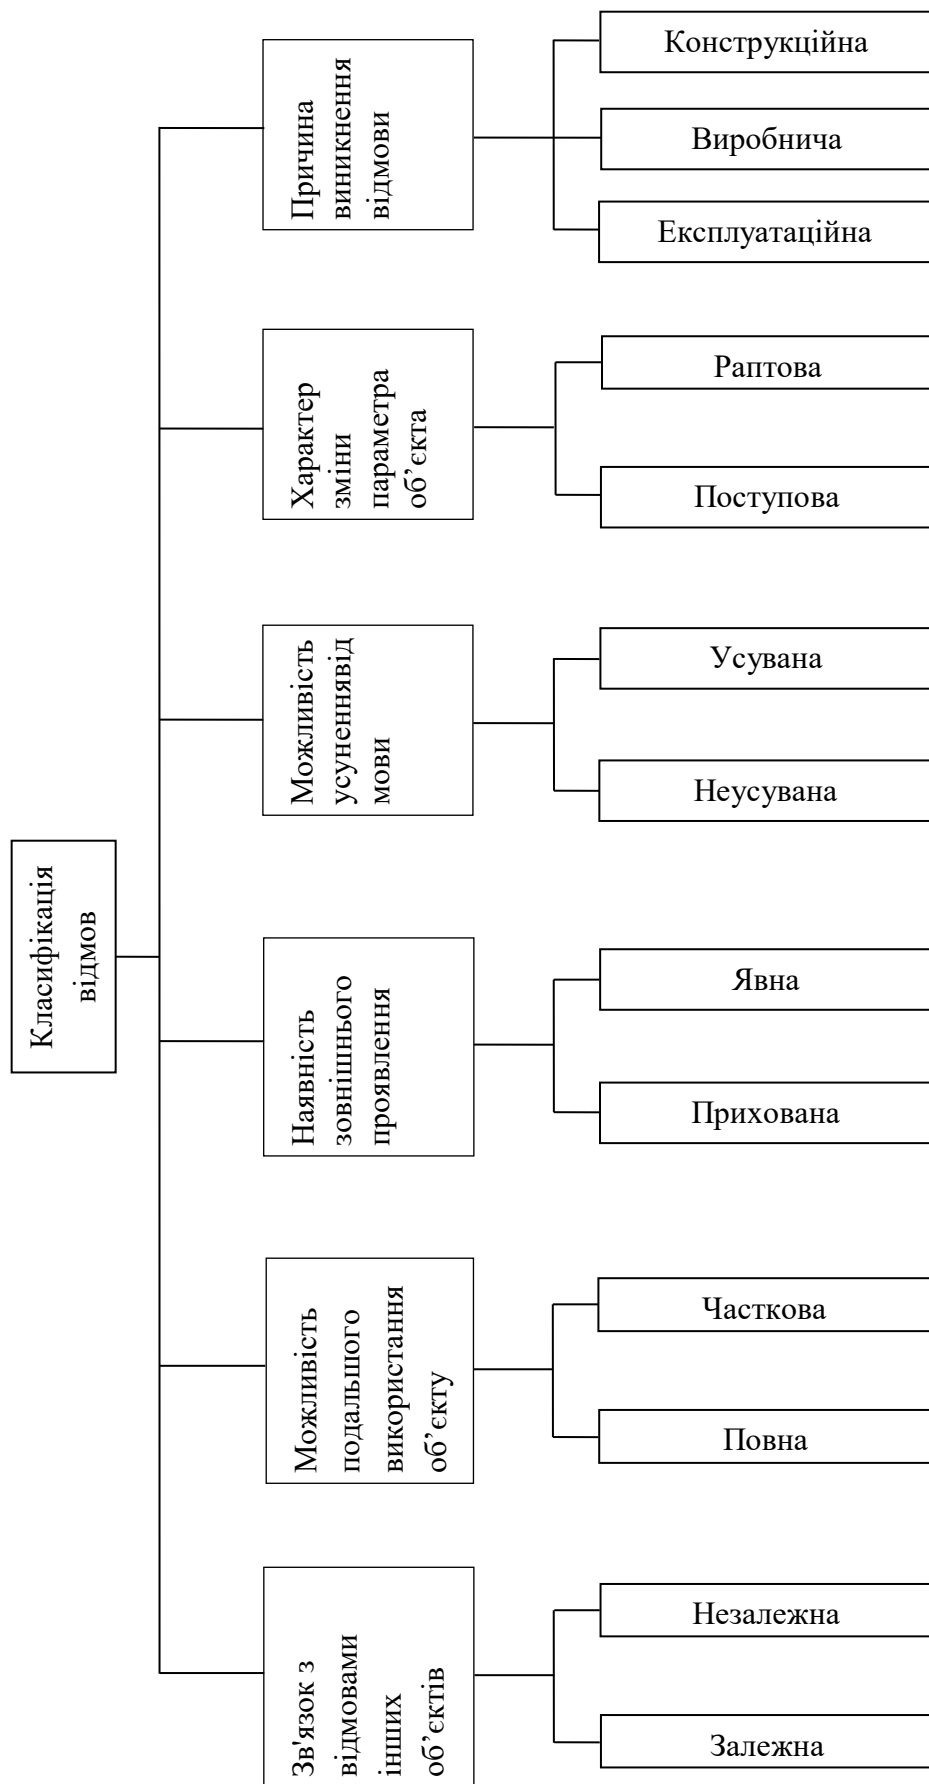 Класифікація
відмов
Причина
виникнення
відмови
Конструкційна
Виробнича
Експлуатаційна
Характер
зміни
параметра
об’єкта
Раптова
Поступова
Можливість
усуненнявід
мови
Усувана
Неусувана
Наявність
зовнішнього
проявлення
Явна
Прихована
Можливість
подальшого
використання
об’єкту
Часткова
Повна
Зв'язок з
відмовами
інших
об’єктів
Незалежна
Залежна